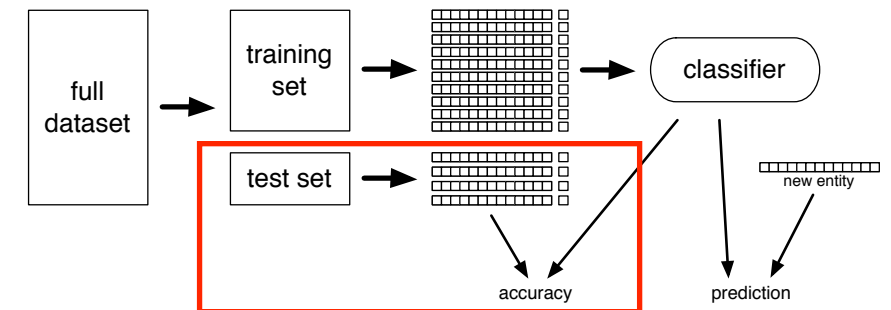 full
dataset
training
set
classifier
test set
new entity
accuracy
prediction